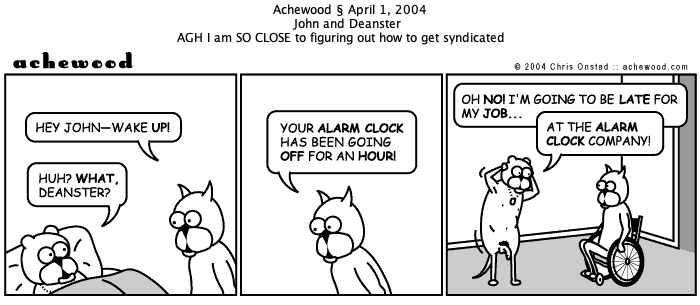 Achewood § April 1, 2004
John and Deanster
AGH I am SO CLOSE to figuring out how to get syndicated
achewood
© 2004 Chris Onstad :: achewood.com
HEY JOHN—WAKE UP!
HUH? WHAT,
DEANSTER?
YOUR ALARM CLOCK
HAS BEEN GOING
OFF FOR AN HOUR!
OH NO! I'M GOING TO BE LATE FOR
MY JOB...
AT THE ALARM
CLOCK COMPANY!